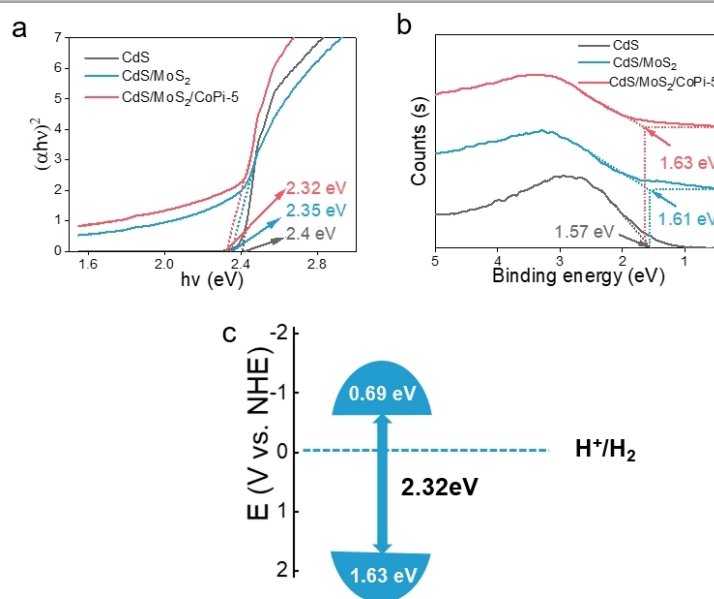 a
7
6
5
4
3
2
1
0
(αhν)²
CdS
CdS/MoS₂
CdS/MoS₂/CoPi-5
2.32 eV
2.35 eV
2.4 eV
1.6
2.0
2.4
2.8
hν (eV)
b
Counts (s)
CdS
CdS/MoS₂
CdS/MoS₂/CoPi-5
1.63 eV
1.61 eV
1.57 eV
5
4
3
2
1
Binding energy (eV)
c
E (V vs. NHE)
-2
-1
0
1
2
0.69 eV
H⁺/H₂
2.32eV
1.63 eV